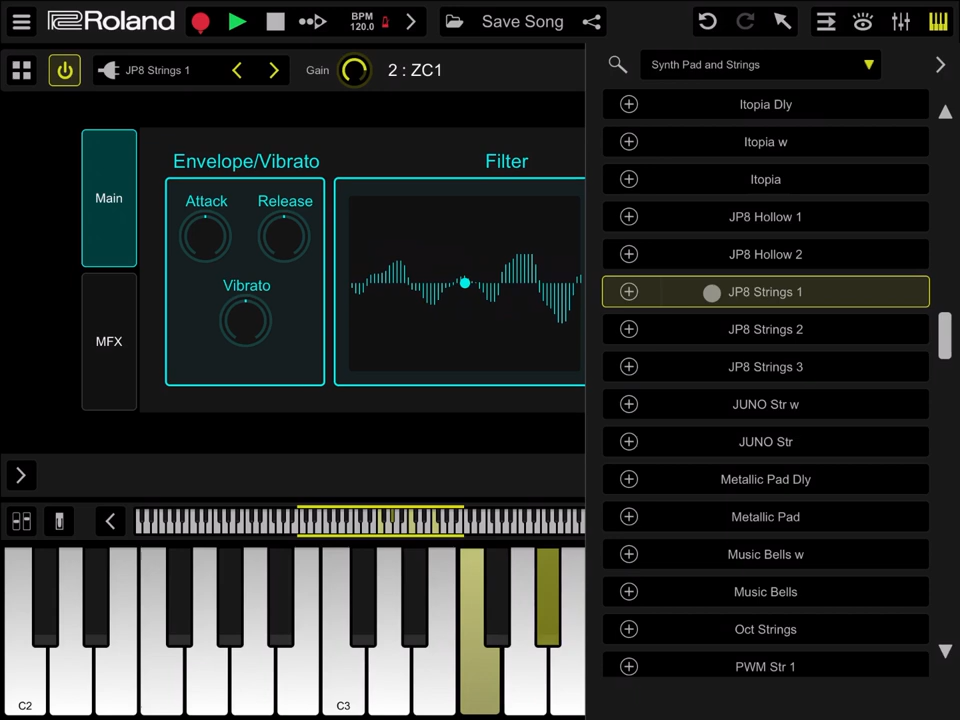 Roland
BPM
120.0
Save Song
JP8 Strings 1
Gain
2 : ZC1
Synth Pad and Strings
Main
MFX
Envelope/Vibrato
Attack
Release
Vibrato
Filter
Itopia Dly
Itopia w
Itopia
JP8 Hollow 1
JP8 Hollow 2
JP8 Strings 1
JP8 Strings 2
JP8 Strings 3
JUNO Str w
JUNO Str
Metallic Pad Dly
Metallic Pad
Music Bells w
Music Bells
Oct Strings
PWM Str 1
C2
C3